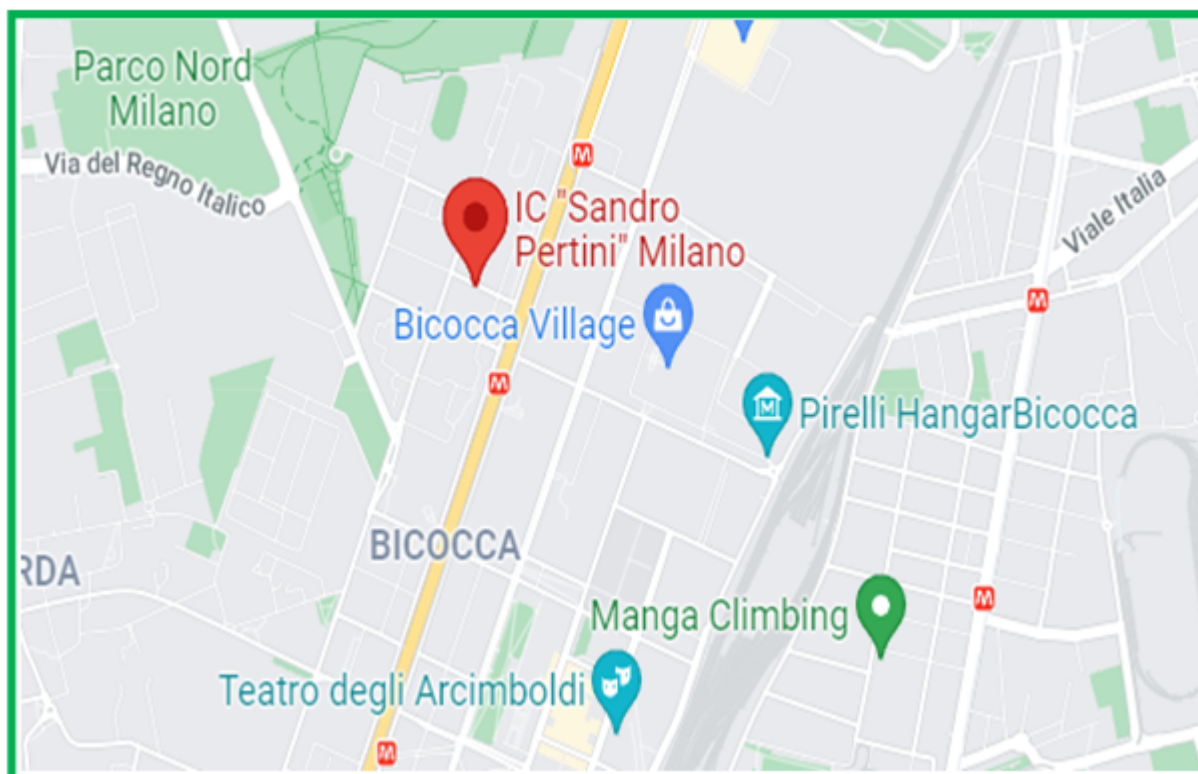 Parco Nord
Milano
Via del Regno Italico
M
IC "Sandro
Pertini" Milano
Viale Italia
M
Bicocca Village
M
M
Pirelli HangarBicocca
BICOCCA
RDA
Manga Climbing
M
Teatro degli Arcimboldi
M